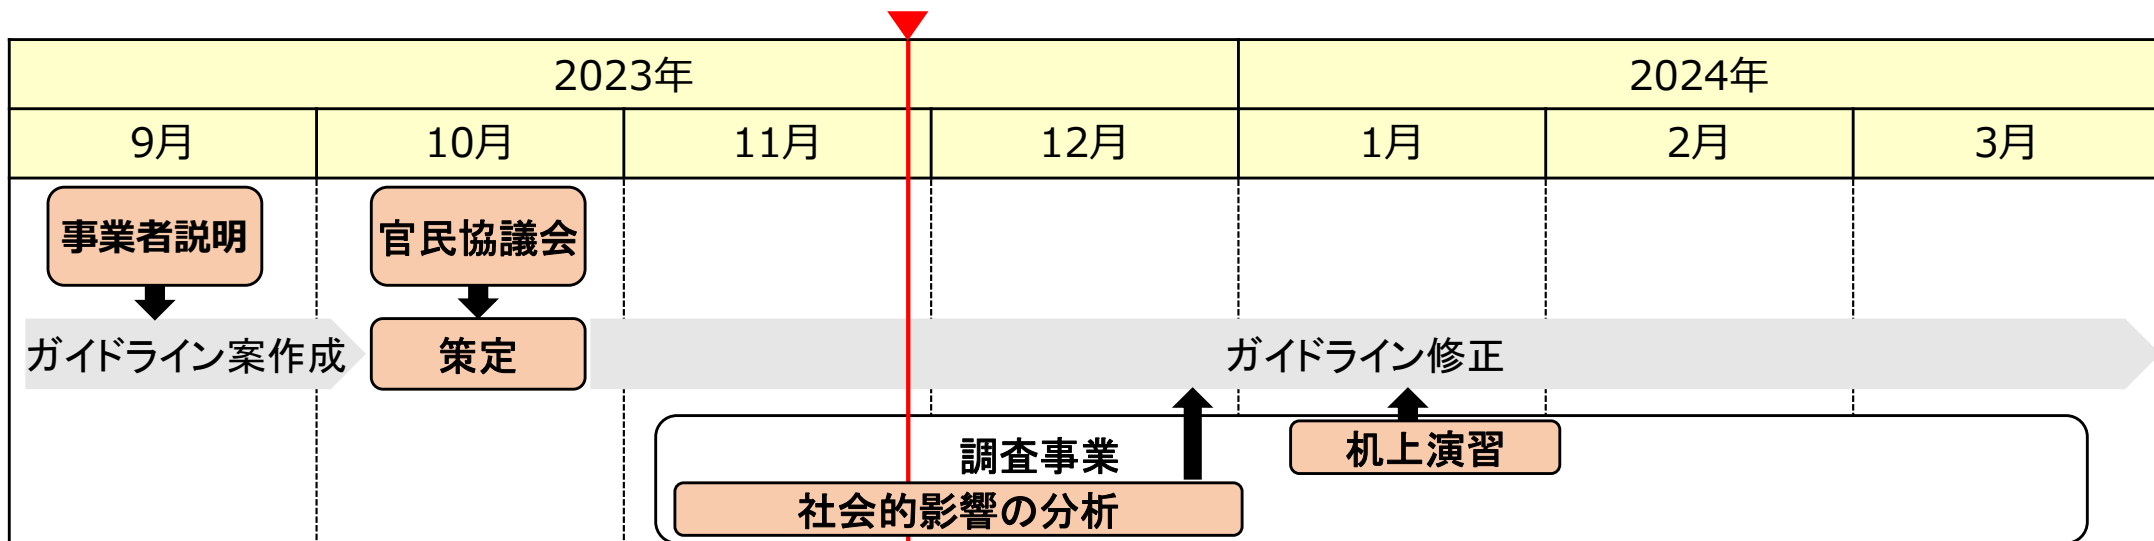 2023年
2024年
9月
10月
11月
12月
1月
2月
3月
事業者説明
官民協議会
ガイドライン案作成
策定
ガイドライン修正
調査事業
机上演習
社会的影響の分析